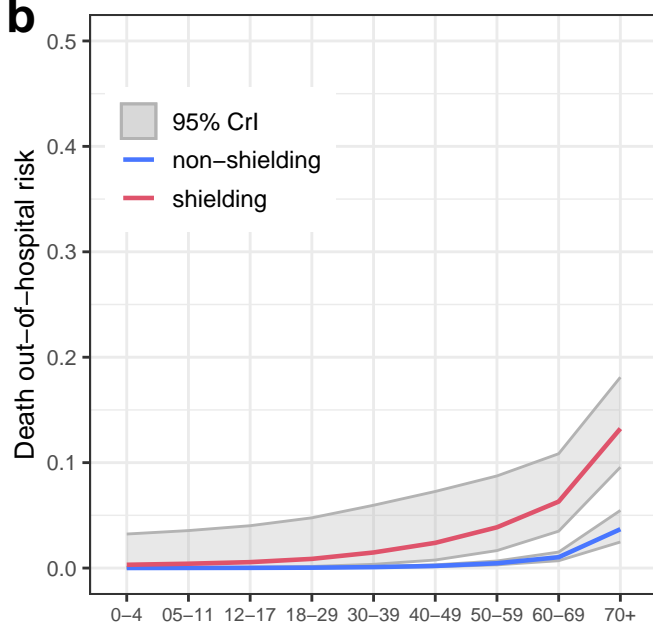 b
Death out−of−hospital risk
0.5
0.4
0.3
0.2
0.1
0.0
95% CrI
non−shielding
shielding
0−4 05−11 12−17 18−29 30−39 40−49 50−59 60−69 70+